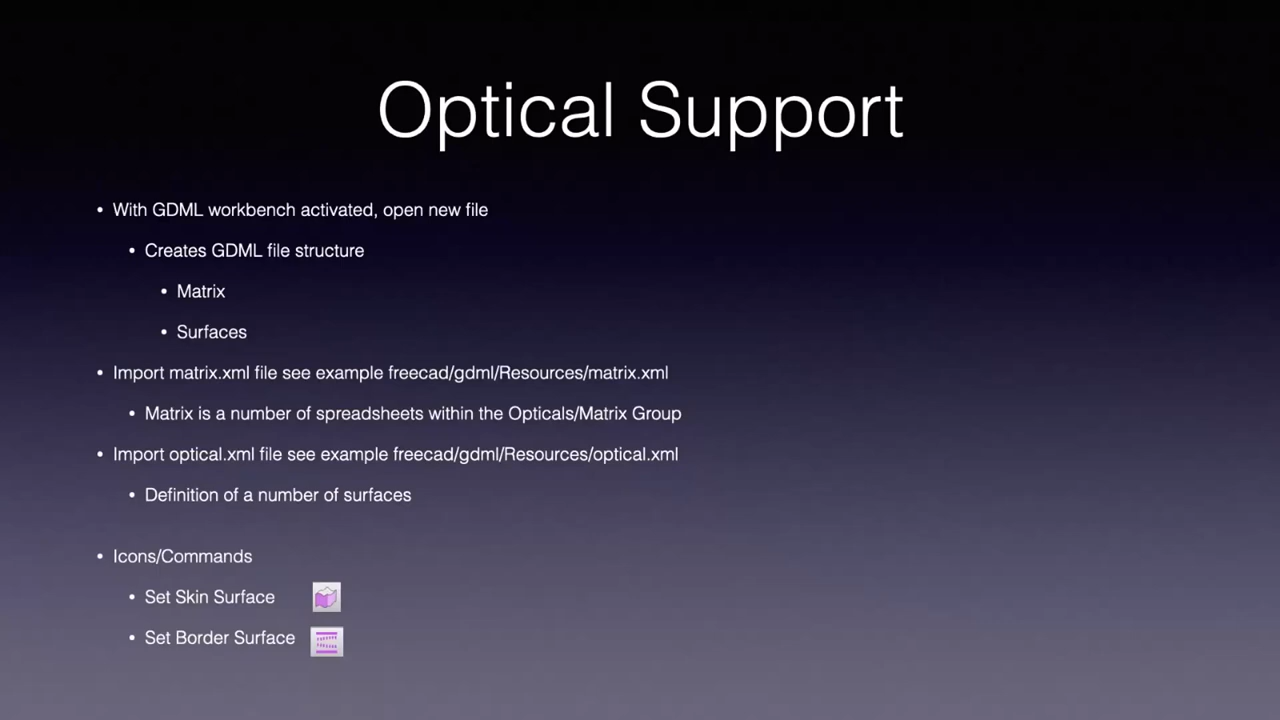 Optical Support
• With GDML workbench activated, open new file
• Creates GDML file structure
• Matrix
• Surfaces
• Import matrix.xml file see example freecad/gdml/Resources/matrix.xml
• Matrix is a number of spreadsheets within the Opticals/Matrix Group
• Import optical.xml file see example freecad/gdml/Resources/optical.xml
• Definition of a number of surfaces
• Icons/Commands
• Set Skin Surface
• Set Border Surface